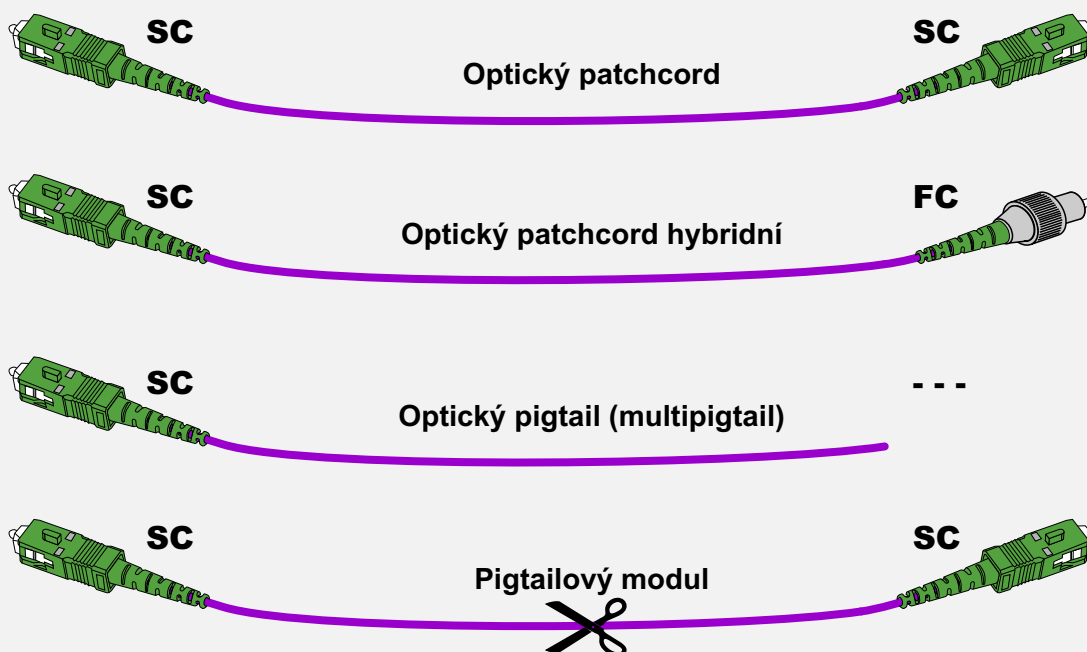 SC SC
Optický patchcord
SC FC
Optický patchcord hybridní
SC - - -
Optický pigtail (multipigtail)
SC SC
Pigtailový modul